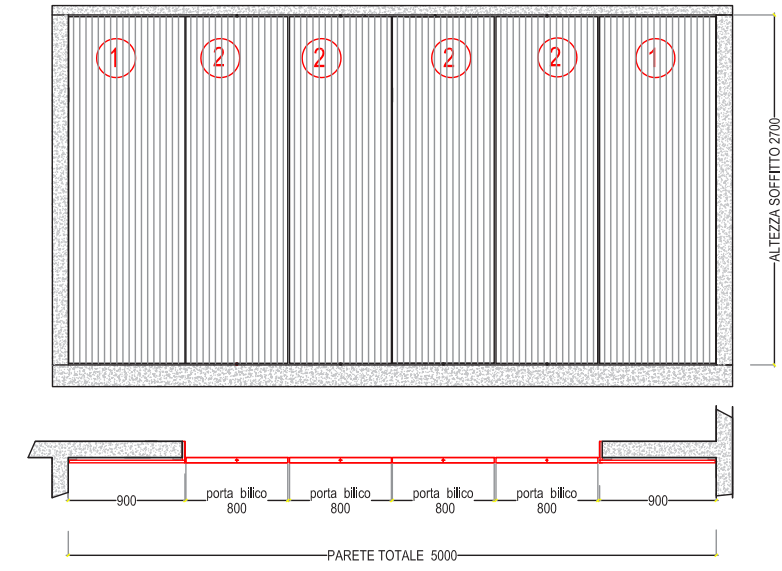 1 2 2 2 2 1
ALTEZZA SOFFITTO 2700
900 porta bilico porta bilico porta bilico porta bilico 900
800 800 800 800
PARETE TOTALE 5000